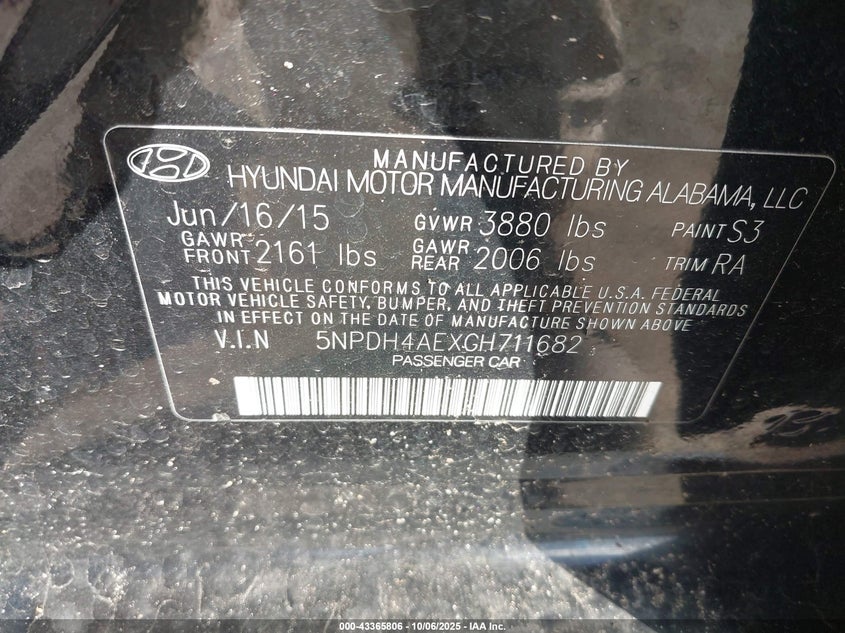 MANUFACTURED BY
HYUNDAI MOTOR MANUFACTURING ALABAMA, LLC
Jun/16/15 GVWR 3880 lbs PAINT S3
GAWR FRONT 2161 lbs GAWR REAR 2006 lbs TRIM RA
THIS VEHICLE CONFORMS TO ALL APPLICABLE U.S.A. FEDERAL
MOTOR VEHICLE SAFETY, BUMPER, AND THEFT PREVENTION STANDARDS
IN EFFECT ON THE DATE OF MANUFACTURE SHOWN ABOVE
V.I.N 5NPDH4AEXGH711682
PASSENGER CAR
000-43365806 - 10/06/2025 - IAA Inc.